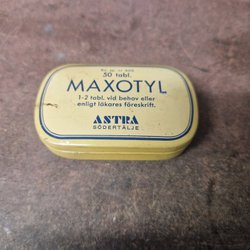 50 tabl.
MAXOTYL
1-2 tabl. vid behov eller
enligt läkares föreskrift.
ASTRA
SÖDERTÄLJE